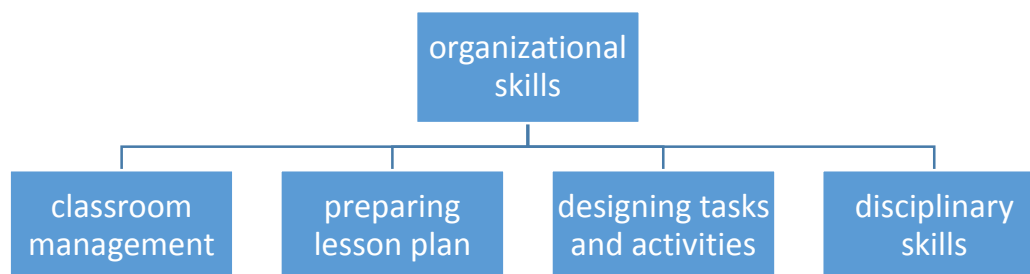 organizational
skills
classroom
management
preparing
lesson plan
designing tasks
and activities
disciplinary
skills